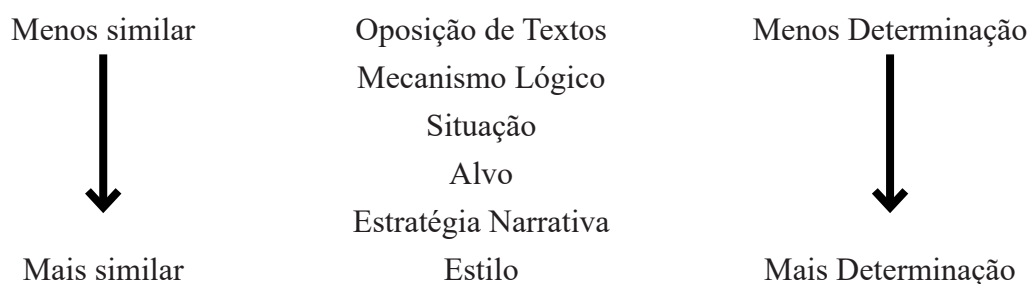 Menos similar Oposição de Textos Menos Determinação
Mecanismo Lógico
Situação
Alvo
Estratégia Narrativa
Mais similar Estilo Mais Determinação